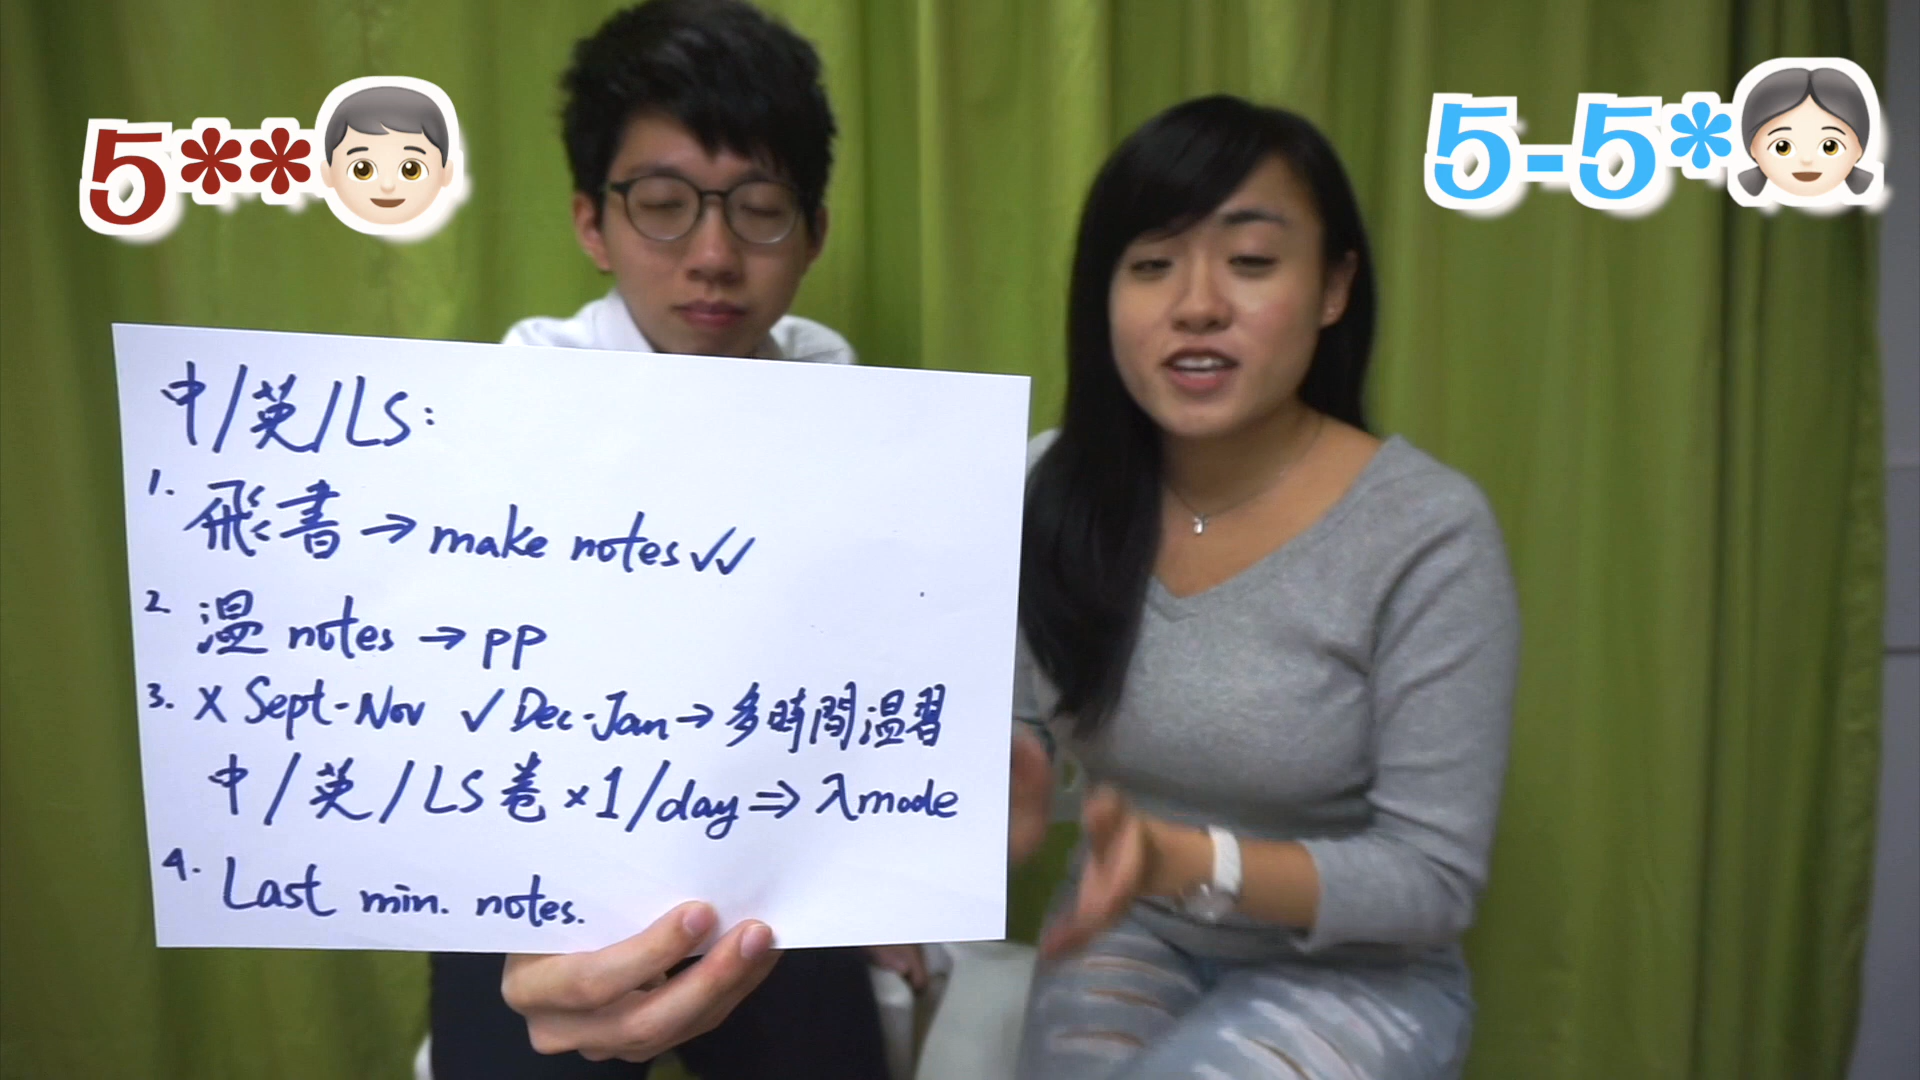 5**
5-5*
中/英/LS:
1. 飛書→make notes✓✓
2. 溫 notes → pp
3. X Sept-Nov ✓Dec-Jan→多時間溫習
中/英/LS卷×1/day⇒入mode
4. Last min. notes.